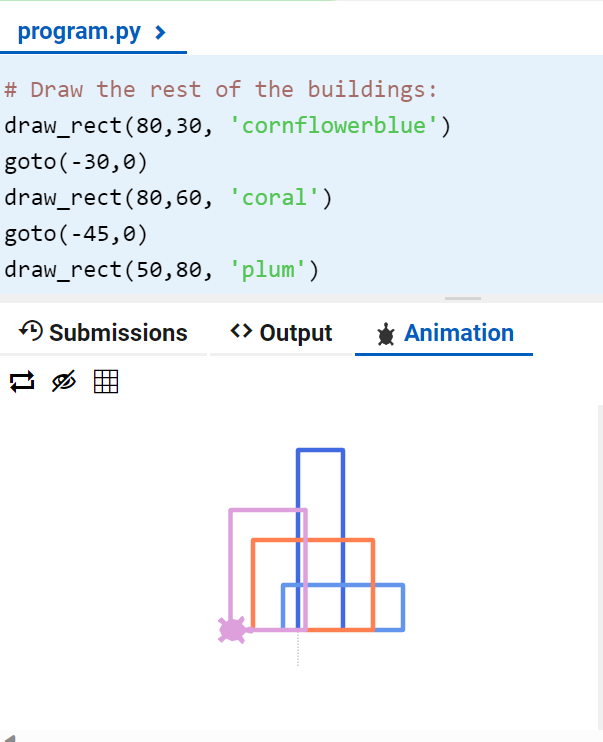 program.py
# Draw the rest of the buildings:
draw_rect(80,30, 'cornflowerblue')
goto(-30,0)
draw_rect(80,60, 'coral')
goto(-45,0)
draw_rect(50,80, 'plum')
Submissions <> Output Animation